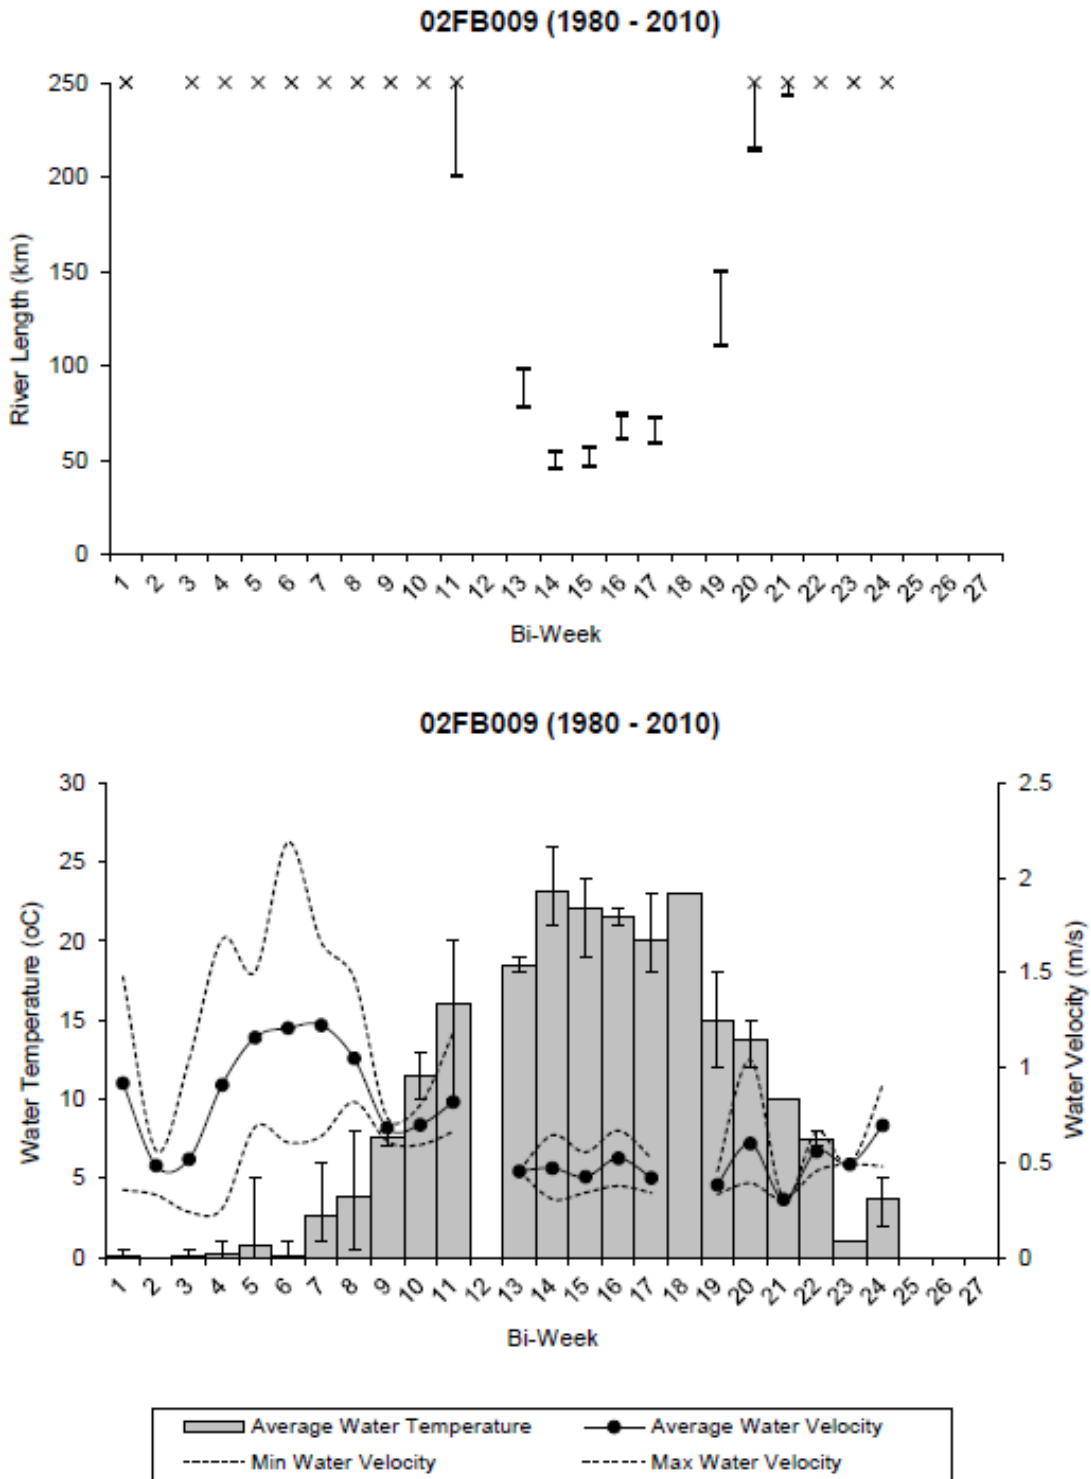 02FB009 (1980 - 2010)
River Length (km)
250
200
150
100
50
0
1 2 3 4 5 6 7 8 9 10 11 12 13 14 15 16 17 18 19 20 21 22 23 24 25 26 27
Bi-Week
02FB009 (1980 - 2010)
Water Temperature (oC)
30
25
20
15
10
5
0
2.5
2
1.5
1
0.5
0
Water Velocity (m/s)
1 2 3 4 5 6 7 8 9 10 11 12 13 14 15 16 17 18 19 20 21 22 23 24 25 26 27
Bi-Week
Average Water Temperature Average Water Velocity
Min Water Velocity Max Water Velocity